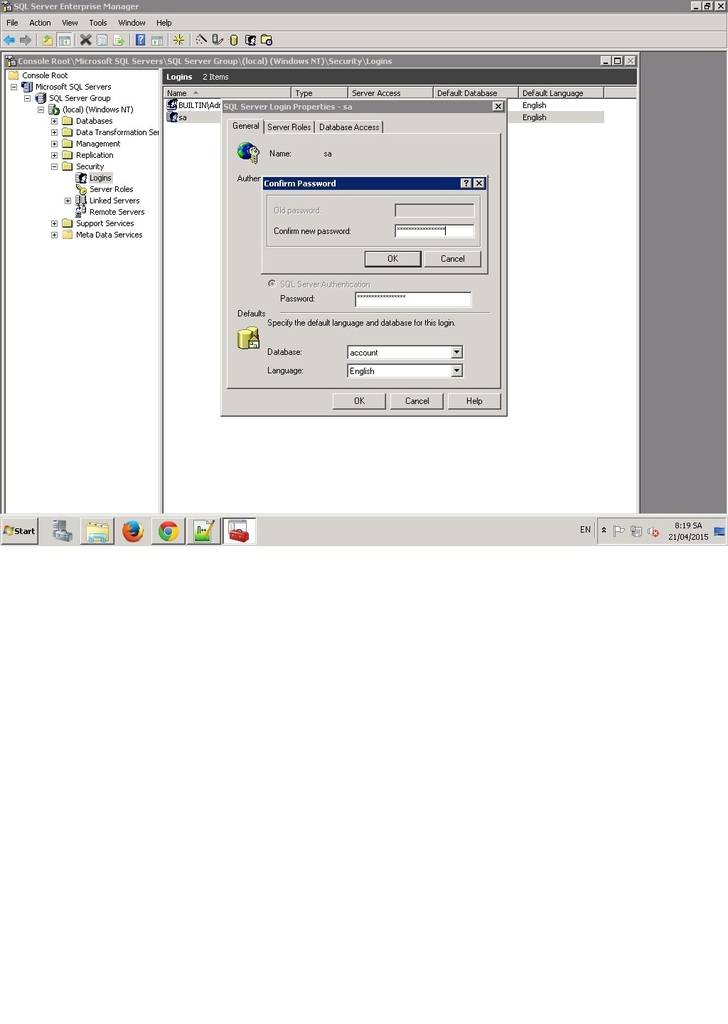 SQL Server Enterprise Manager
File Action View Tools Window Help
Console Root\Microsoft SQL Servers\SQL Server Group\(local) (Windows NT)\Security\Logins
Console Root
Microsoft SQL Servers
SQL Server Group
(local) (Windows NT)
Databases
Data Transformation Ser
Management
Replication
Security
Logins
Server Roles
Linked Servers
Remote Servers
Support Services
Meta Data Services
Logins 2 Items
Name Type Server Access Default Database Default Language
BUILTIN\Adr English
sa English
SQL Server Login Properties - sa
General Server Roles Database Access
Name: sa
Auther
Confirm Password
Old password:
Confirm new password:
OK Cancel
SQL Server Authentication
Password:
Defaults
Specify the default language and database for this login.
Database: account
Language: English
OK Cancel Help
Start
EN
8:19 SA
21/04/2015